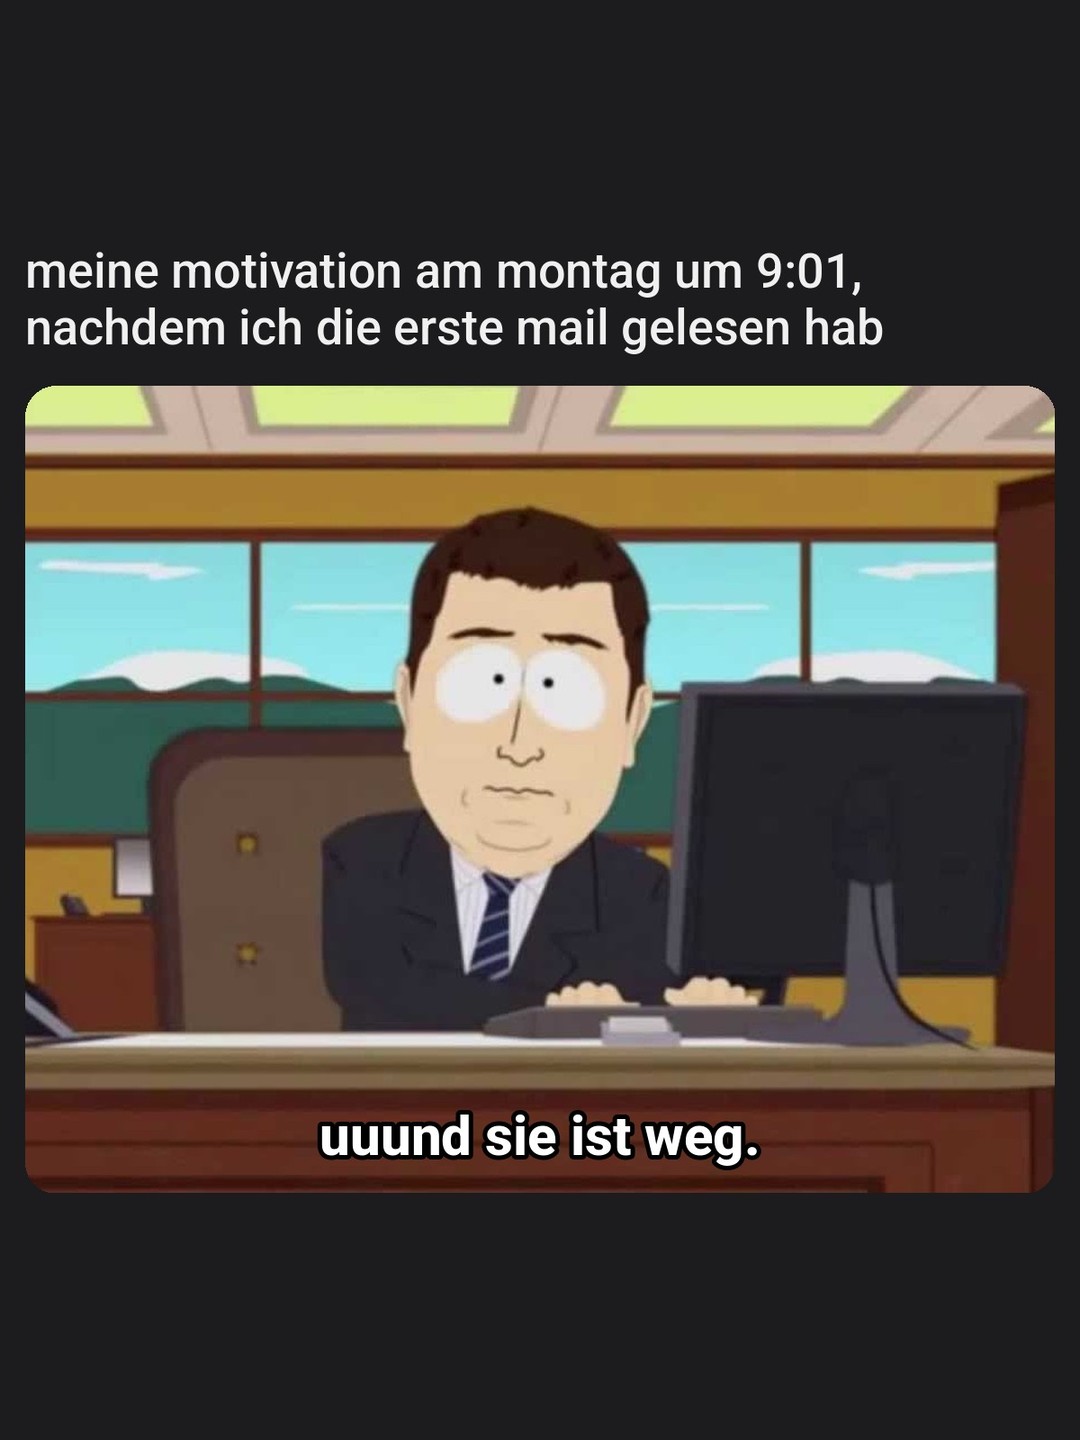 meine motivation am montag um 9:01,
nachdem ich die erste mail gelesen hab
uuund sie ist weg.